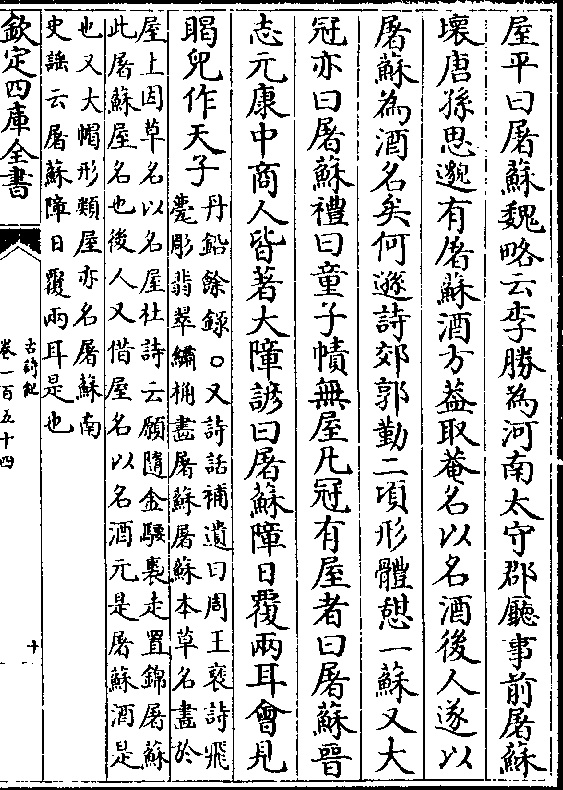 屋平曰屠蘇魏略云李勝為河南太守郡廳事前屠蘇
壞唐孫思邈有屠蘇酒方葢取菴名以名酒後人遂以
屠蘇為酒名矣何遜詩郊郭勤二頃形體憇一蘇又大
冠亦曰屠蘇禮曰童子幘無屋凡冠有屋者曰屠蘇晉
志元康中商人皆著大障諺曰屠蘇障日覆兩耳會見
瞎兒作天子
丹鉛餘録○又詩話補遺曰周王褒詩飛
甍彫翡翠繡桷畫屠蘇屠蘇本草名畫於
屋上因草名以名屋杜詩云願隨金騕褭走置錦屠蘇
此屠蘇屋名也後人又借屋名以名酒元是屠蘇酒是
也又大帽形類屋亦名屠蘇南
史謡云屠蘇障日覆兩耳是也
欽定四庫全書
古詩紀
卷一百五十四
十